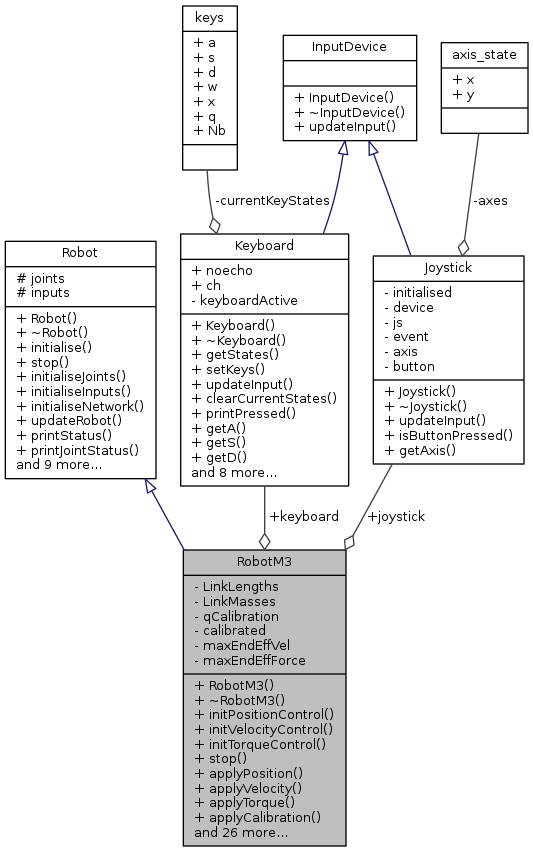 keys
+ a
+ s
+ d
+ w
+ x
+ q
+ Nb
InputDevice
+ InputDevice()
+ ~InputDevice()
+ updateInput()
axis_state
+ x
+ y
-currentKeyStates
-axes
Robot
# joints
# inputs
+ Robot()
+ ~Robot()
+ initialise()
+ stop()
+ initialiseJoints()
+ initialiseInputs()
+ initialiseNetwork()
+ updateRobot()
+ printStatus()
+ printJointStatus()
and 9 more...
Keyboard
+ noecho
+ ch
- keyboardActive
+ Keyboard()
+ ~Keyboard()
+ getStates()
+ setKeys()
+ updateInput()
+ clearCurrentStates()
+ printPressed()
+ getA()
+ getS()
+ getD()
and 8 more...
Joystick
- initialised
- device
- js
- event
- axis
- button
+ Joystick()
+ ~Joystick()
+ updateInput()
+ isButtonPressed()
+ getAxis()
+keyboard
+joystick
RobotM3
- LinkLengths
- LinkMasses
- qCalibration
- calibrated
- maxEndEffVel
- maxEndEffForce
+ RobotM3()
+ ~RobotM3()
+ initPositionControl()
+ initVelocityControl()
+ initTorqueControl()
+ stop()
+ applyPosition()
+ applyVelocity()
+ applyTorque()
+ applyCalibration()
and 26 more...